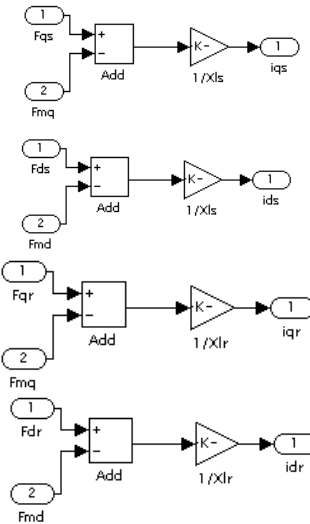 1
Fqs
+
−
K-
1
iqs
2
Add
1/Xls
Fmq
1
Fds
+
−
K-
1
ids
2
Add
1/Xls
Fmd
1
Fqr
+
−
K-
1
iqr
2
Add
1/Xlr
Fmq
1
Fdr
+
−
K-
1
idr
2
Add
1/Xlr
Fmd